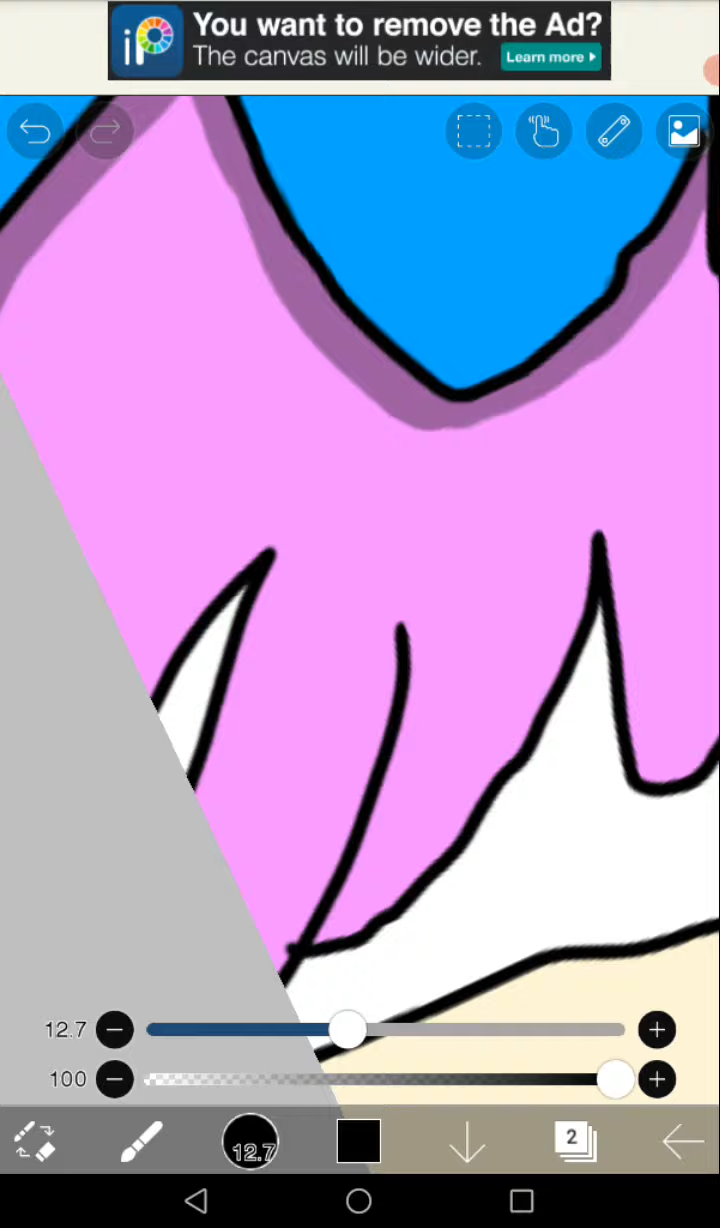 iP
You want to remove the Ad?
The canvas will be wider.
Learn more
12.7
100
12.7
2